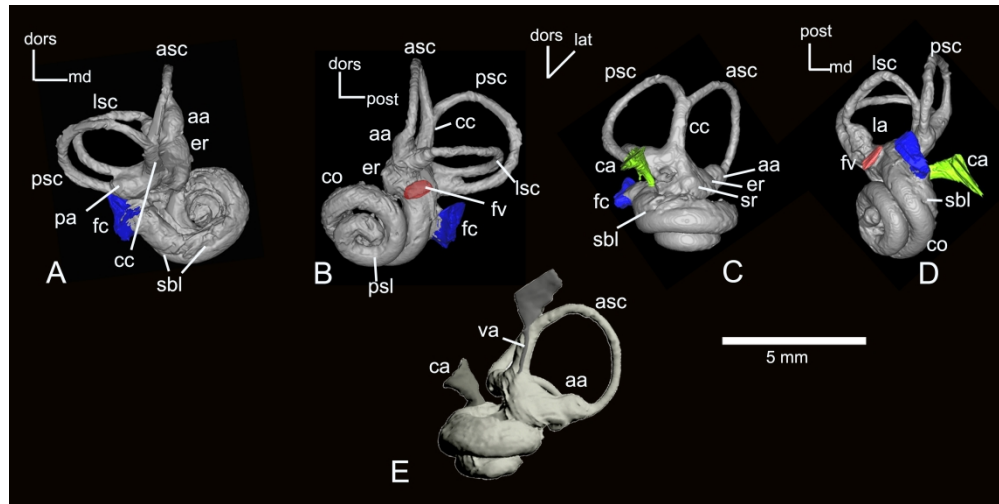 dors
md
asc
lsc
aa
er
psc
pa
fc
cc
sbl
A
dors
post
asc
psc
cc
aa
er
co
lsc
fv
fc
psl
B
dors
lat
psc
asc
cc
ca
aa
fc
er
sr
sbl
C
post
md
psc
lsc
la
fv
ca
sbl
co
D
asc
va
ca
aa
E
5 mm